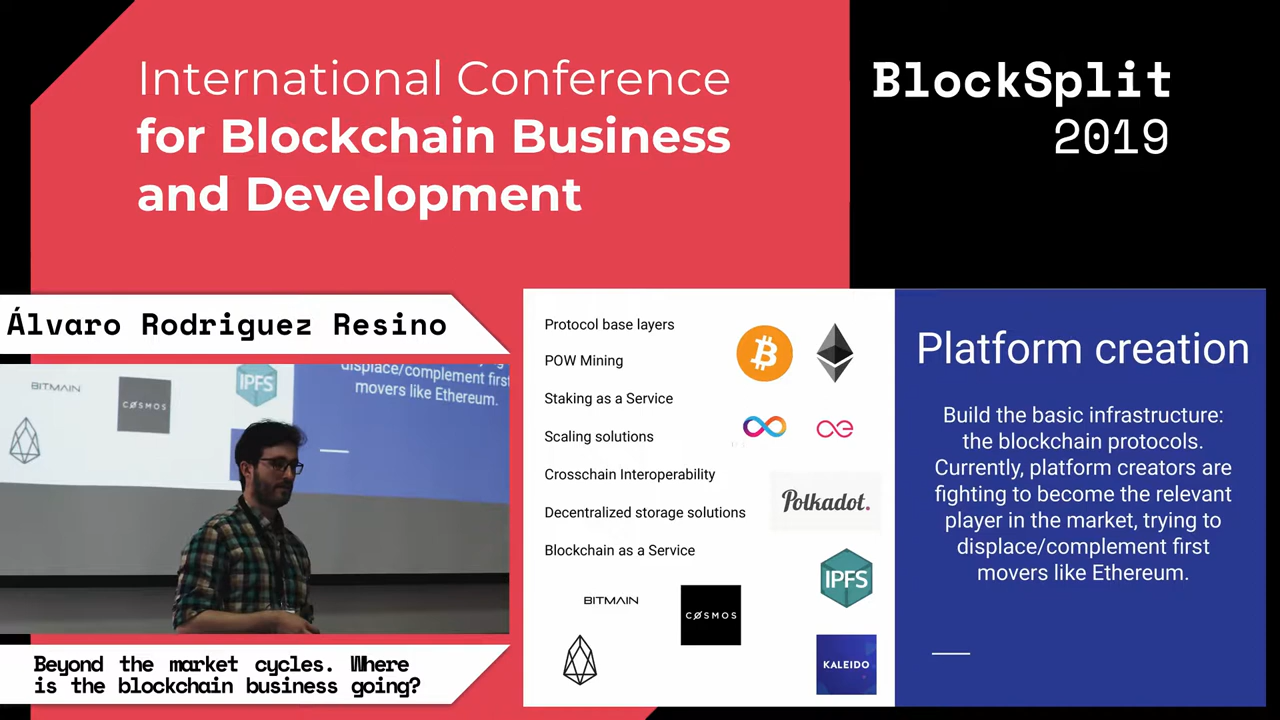 International Conference
for Blockchain Business
and Development
BlockSplit
2019
Álvaro Rodriguez Resino
BITMAIN
CØSMOS
IPFS
displace/complement first
movers like Ethereum.
Beyond the market cycles. Where
is the blockchain business going?
Protocol base layers
POW Mining
Staking as a Service
Scaling solutions
Crosschain Interoperability
Decentralized storage solutions
Blockchain as a Service
Polkadot.
IPFS
BITMAIN
CØSMOS
KALEIDO
Platform creation
Build the basic infrastructure:
the blockchain protocols.
Currently, platform creators are
fighting to become the relevant
player in the market, trying to
displace/complement first
movers like Ethereum.